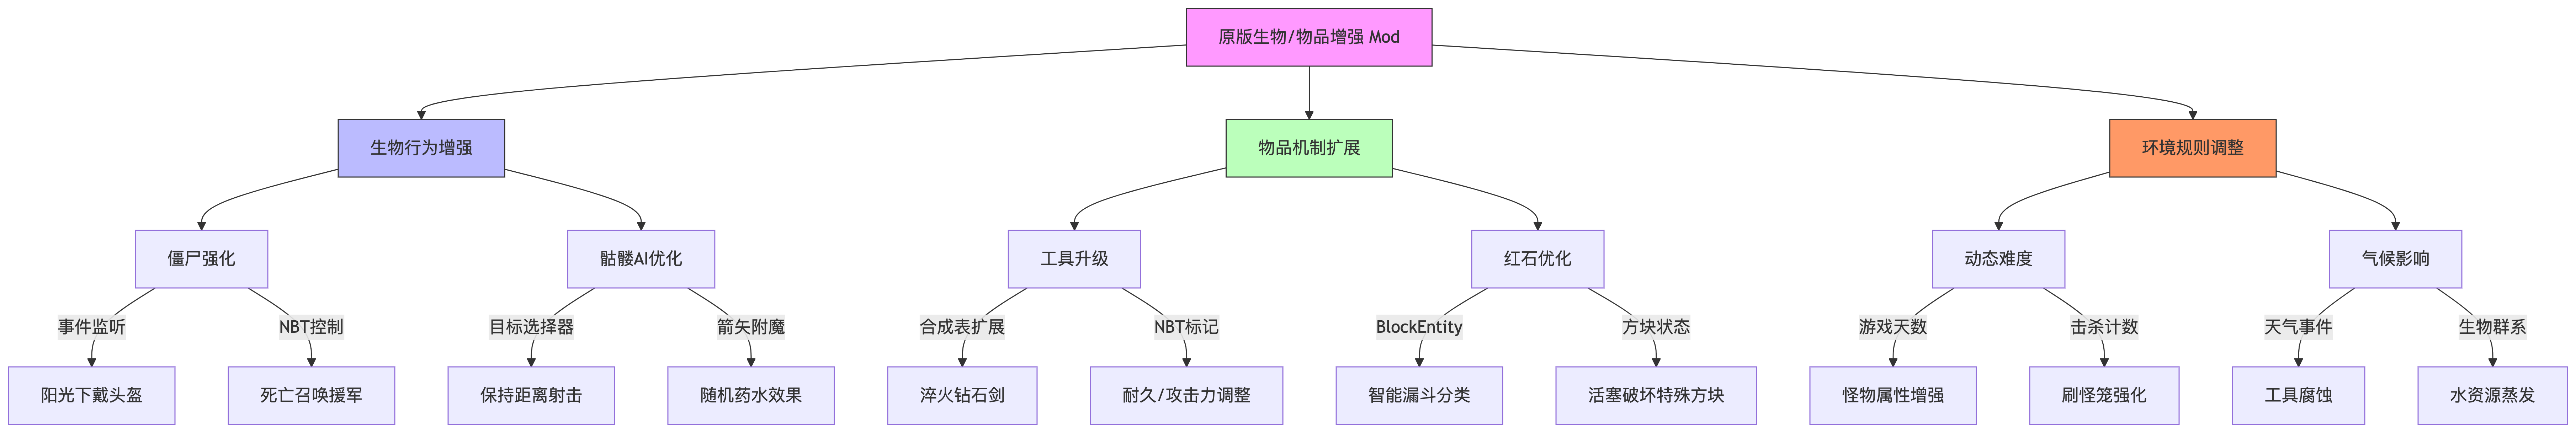 原版生物/物品增强 Mod
生物行为增强
物品机制扩展
环境规则调整
僵尸强化
骷髅AI优化
工具升级
红石优化
动态难度
气候影响
事件监听
NBT控制
目标选择器
箭矢附魔
合成表扩展
NBT标记
BlockEntity
方块状态
游戏天数
击杀计数
天气事件
生物群系
阳光下戴头盔
死亡召唤援军
保持距离射击
随机药水效果
淬火钻石剑
耐久/攻击力调整
智能漏斗分类
活塞破坏特殊方块
怪物属性增强
刷怪笼强化
工具腐蚀
水资源蒸发